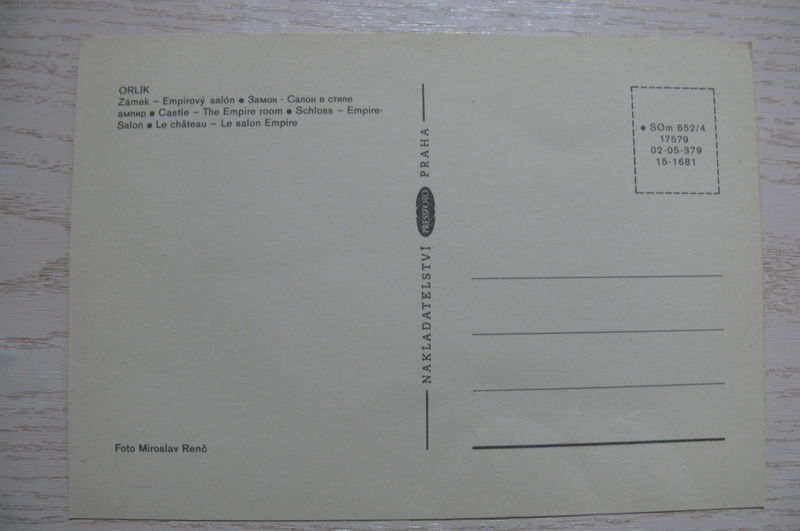 ORLÍK
Zámek – Empírový salón ● Замок - Салон в стиле
ампир ● Castle – The Empire room ● Schloss – Empire-
Salon ● Le château – Le salon Empire
NAKLADATELSTVÍ PRESSFOTO PRAHA
● SOm 652/4
17579
02-05-379
15-1681
Foto Miroslav Renč